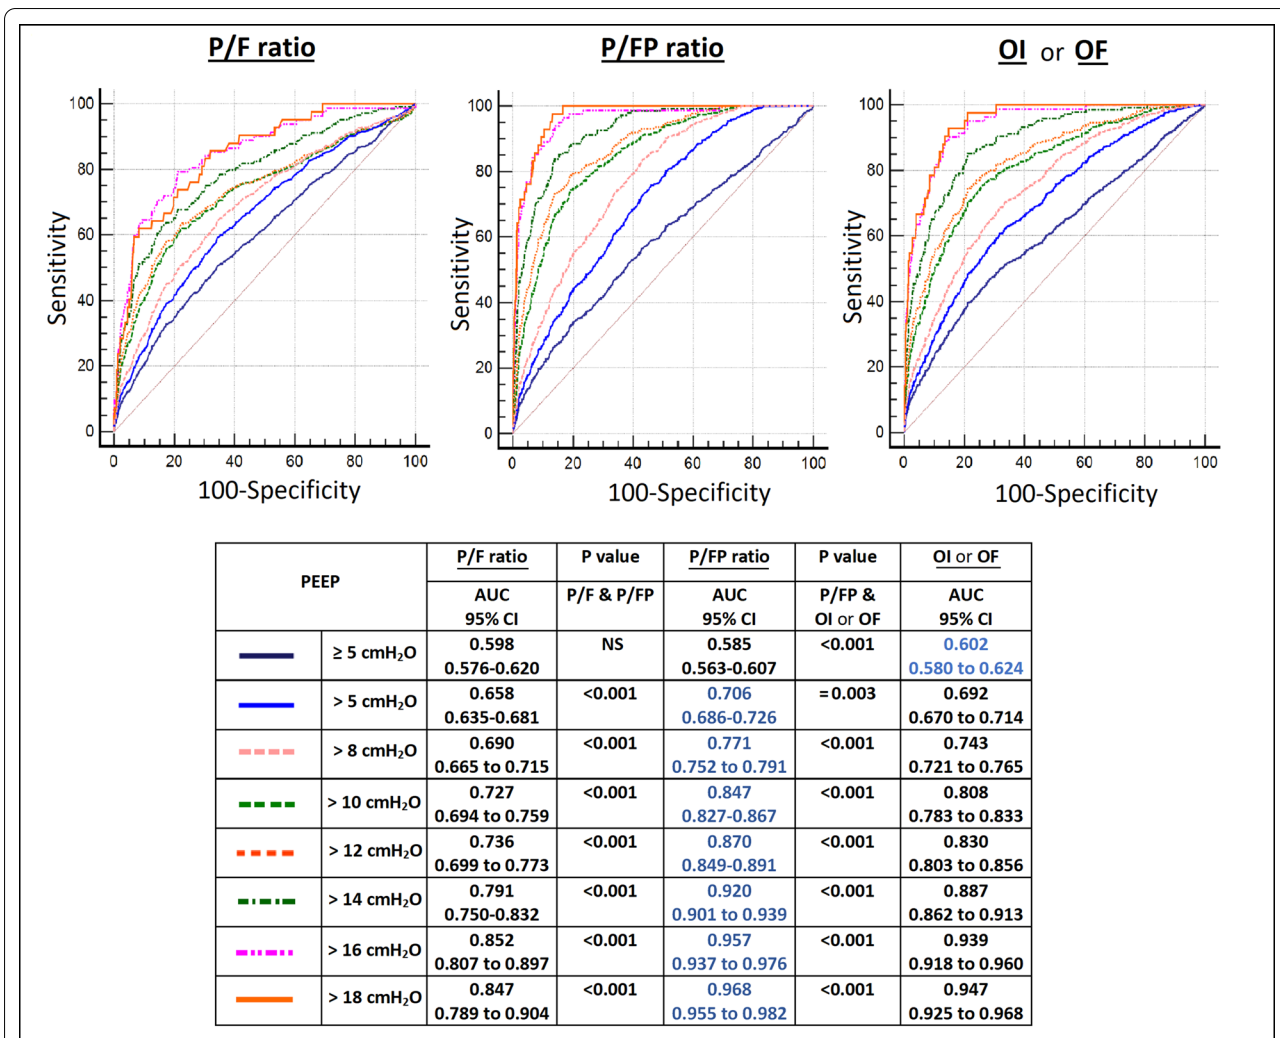 P/F ratio
P/FP ratio
OI or OF
100
80
60
40
20
0
Sensitivity
0 20 40 60 80 100
100-Specificity
100
80
60
40
20
0
Sensitivity
0 20 40 60 80 100
100-Specificity
100
80
60
40
20
0
Sensitivity
0 20 40 60 80 100
100-Specificity
PEEP
P/F ratio
P value
P/FP ratio
P value
OI or OF
AUC
95% CI
P/F & P/FP
AUC
95% CI
P/FP &
OI or OF
AUC
95% CI
≥ 5 cmH₂O
0.598
0.576-0.620
NS
0.585
0.563-0.607
<0.001
0.602
0.580 to 0.624
> 5 cmH₂O
0.658
0.635-0.681
<0.001
0.706
0.686-0.726
=0.003
0.692
0.670 to 0.714
> 8 cmH₂O
0.690
0.665 to 0.715
<0.001
0.771
0.752 to 0.791
<0.001
0.743
0.721 to 0.765
> 10 cmH₂O
0.727
0.694 to 0.759
<0.001
0.847
0.827-0.867
<0.001
0.808
0.783 to 0.833
> 12 cmH₂O
0.736
0.699 to 0.773
<0.001
0.870
0.849-0.891
<0.001
0.830
0.803 to 0.856
> 14 cmH₂O
0.791
0.750-0.832
<0.001
0.920
0.901 to 0.939
<0.001
0.887
0.862 to 0.913
> 16 cmH₂O
0.852
0.807 to 0.897
<0.001
0.957
0.937 to 0.976
<0.001
0.939
0.918 to 0.960
> 18 cmH₂O
0.847
0.789 to 0.904
<0.001
0.968
0.955 to 0.982
<0.001
0.947
0.925 to 0.968